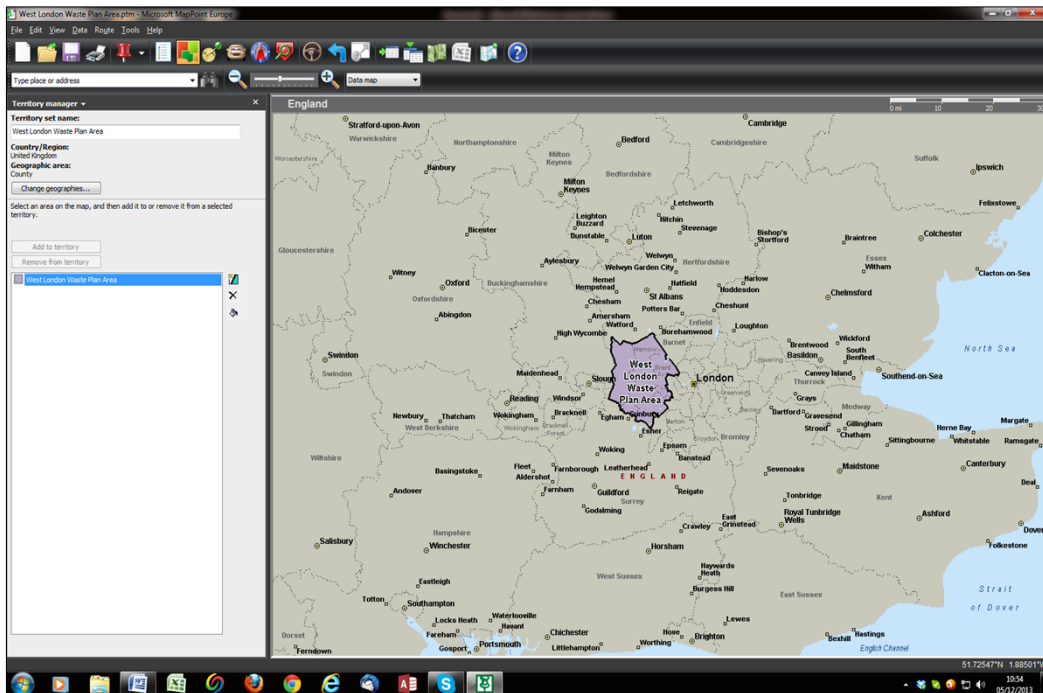 West London Waste Plan Area.ptm - Microsoft MapPoint Europe
File Edit View Data Route Tools Help
Type place or address
Data map
Territory manager
Territory set name:
West London Waste Plan Area
Country/Region:
United Kingdom
Geographic area:
County
Change geographies...
Select an area on the map, and then add it to or remove it from a selected
territory.
Add to territory
Remove from territory
West London Waste Plan Area
England
0 mi 10 20 30
Stratford-upon-Avon
Cambridge
Warwickshire
Northamptonshire
Bedford
Cambridgeshire
Worcestershire
Milton
Keynes
Suffolk
Banbury
Bedfordshire
Ipswich
Milton
Keynes
Letchworth
Felixstowe
Leighton
Buzzard
Hitchin
Stevenage
Bicester
Dunstable
Luton
Bishop's
Stortford
Braintree
Colchester
Gloucestershire
Aylesbury
Welwyn
Essex
Welwyn Garden City
Hertfordshire
Witham
Witney
Oxford
Buckinghamshire
Hemel
Hempstead
Hatfield
Harlow
Clacton-on-Sea
Oxfordshire
Chesham
St Albans
Hoddesdon
Chelmsford
Abingdon
Amersham
Potters Bar
Cheshunt
Watford
Enfield
High Wycombe
Borehamwood
Loughton
Barnet
Brentwood
Wickford
Harrow
Swindon
Basildon
South
Benfleet
North Sea
Swindon
Maidenhead
Slough
Brent
Havering
Canvey Island
West
London
Waste
Plan Area
London
Thurrock
Southend-on-Sea
Reading
Windsor
Greenwich
Grays
Newbury
Thatcham
Wokingham
Bracknell
Egham
Sunbury
Bexley
Dartford
Gravesend
Medway
Margate
West Berkshire
Wokingham
Bracknell
Forest
Esher
Merton
Strood
Gillingham
Chatham
Herne Bay
Whitstable
Ramsgate
Croydon
Bromley
Sittingbourne
Wiltshire
Woking
Epsom
Banstead
Basingstoke
Fleet
Farnborough
Leatherhead
Sevenoaks
Maidstone
Canterbury
Aldershot
ENGLAND
Deal
Andover
Farnham
Guildford
Reigate
Surrey
Tonbridge
Kent
Godalming
Royal Tunbridge
Wells
Ashford
Crawley
East
Grinstead
Dover
Hampshire
Salisbury
Winchester
Horsham
Folkestone
West Sussex
Haywards
Heath
Eastleigh
Burgess Hill
East Sussex
Strait
of Dover
Totton
Southampton
Waterlooville
Lewes
Locks Heath
Havant
Chichester
Hove
Brighton
Hastings
Dorset
Fareham
Portsmouth
Worthing
Bexhill
Ferndown
Gosport
Littlehampton
English Channel
51.72547°N 1.88501°W
10:54
05/12/2013